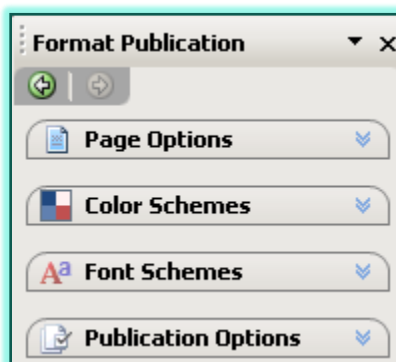 Format Publication
Page Options
Color Schemes
Font Schemes
Publication Options